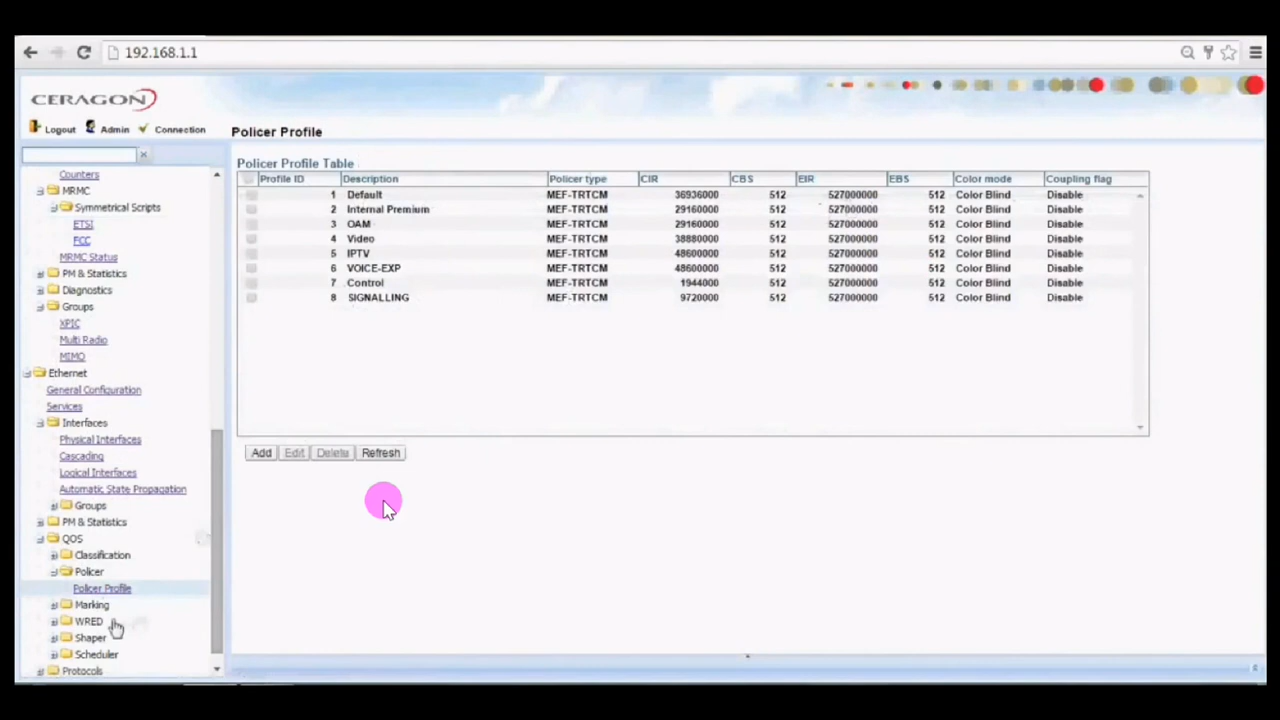 192.168.1.1
CERAGON
Logout Admin Connection
Policer Profile
Policer Profile Table
Profile ID Description Policer type CIR CBS EIR EBS Color mode Coupling flag
1 Default MEF-TRTCM 36936000 512 527000000 512 Color Blind Disable
2 Internal Premium MEF-TRTCM 29160000 512 527000000 512 Color Blind Disable
3 OAM MEF-TRTCM 29160000 512 527000000 512 Color Blind Disable
4 Video MEF-TRTCM 38880000 512 527000000 512 Color Blind Disable
5 IPTV MEF-TRTCM 48600000 512 527000000 512 Color Blind Disable
6 VOICE-EXP MEF-TRTCM 48600000 512 527000000 512 Color Blind Disable
7 Control MEF-TRTCM 1944000 512 527000000 512 Color Blind Disable
8 SIGNALLING MEF-TRTCM 9720000 512 527000000 512 Color Blind Disable
Add Edit Delete Refresh
Counters
MRMC
Symmetrical Scripts
ETSI
FCC
MRMC Status
PM & Statistics
Diagnostics
Groups
XPIC
Multi Radio
MIMO
Ethernet
General Configuration
Services
Interfaces
Physical Interfaces
Cascading
Logical Interfaces
Automatic State Propagation
Groups
PM & Statistics
QOS
Classification
Policer
Policer Profile
Marking
WRED
Shaper
Scheduler
Protocols